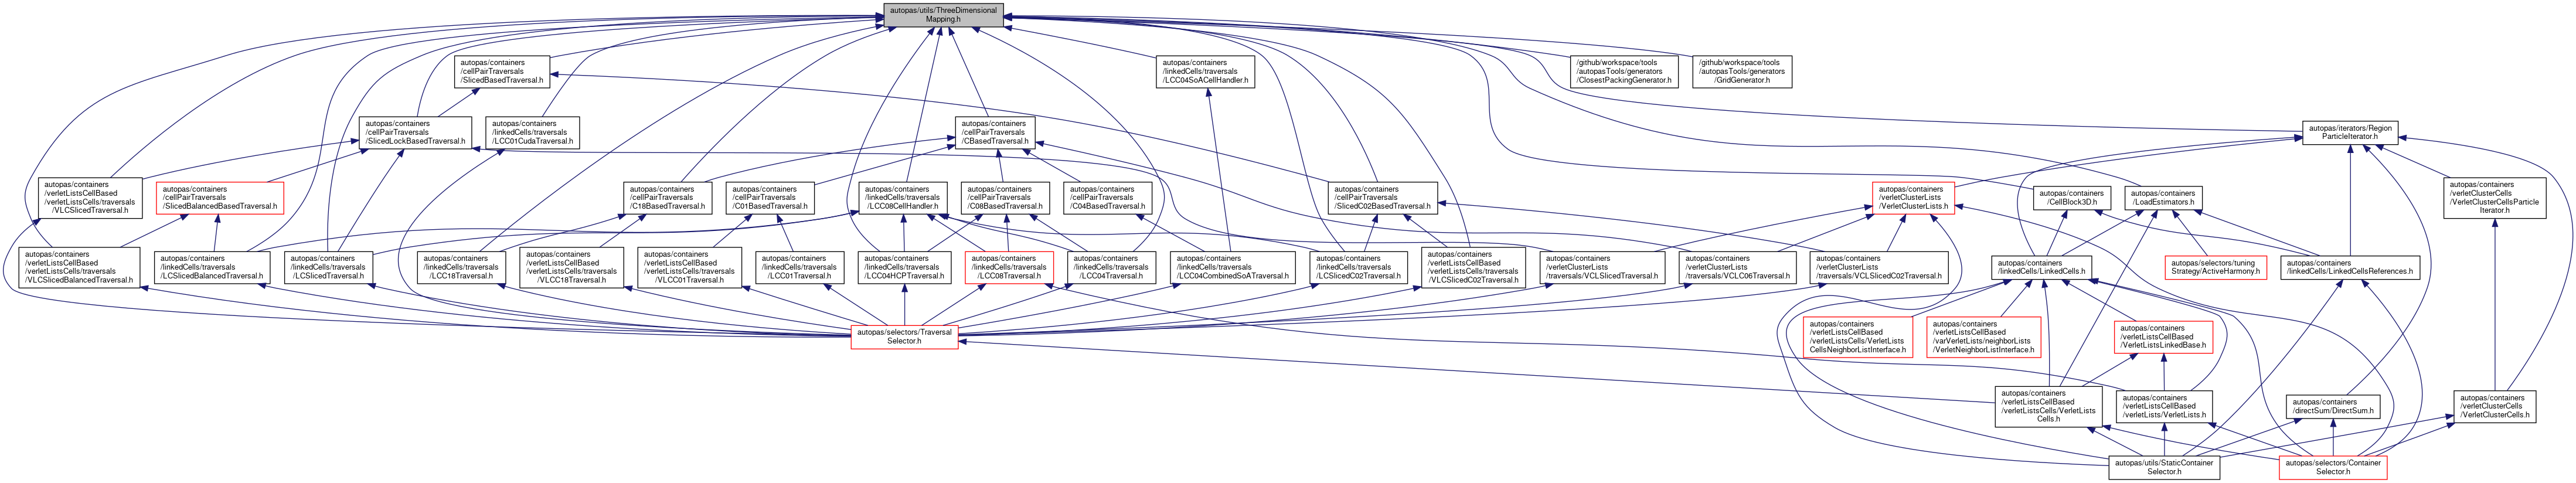 autopas/utils/ThreeDimensional
Mapping.h
autopas/containers
/cellPairTraversals
/SlicedBasedTraversal.h
autopas/containers
/linkedCells/traversals
/LCC04SoACellHandler.h
/github/workspace/tools
/autopasTools/generators
/ClosestPackingGenerator.h
/github/workspace/tools
/autopasTools/generators
/GridGenerator.h
autopas/containers
/cellPairTraversals
/SlicedLockBasedTraversal.h
autopas/containers
/linkedCells/traversals
/LCC01CudaTraversal.h
autopas/containers
/cellPairTraversals
/CBasedTraversal.h
autopas/iterators/Region
ParticleIterator.h
autopas/containers
/verletListsCellBased
/verletListsCells/traversals
/VLCSlicedTraversal.h
autopas/containers
/cellPairTraversals
/SlicedBalancedBasedTraversal.h
autopas/containers
/cellPairTraversals
/C18BasedTraversal.h
autopas/containers
/cellPairTraversals
/C01BasedTraversal.h
autopas/containers
/linkedCells/traversals
/LCC08CellHandler.h
autopas/containers
/cellPairTraversals
/C08BasedTraversal.h
autopas/containers
/cellPairTraversals
/C04BasedTraversal.h
autopas/containers
/cellPairTraversals
/SlicedC02BasedTraversal.h
autopas/containers
/verletClusterLists
/VerletClusterLists.h
autopas/containers
/CellBlock3D.h
autopas/containers
/LoadEstimators.h
autopas/containers
/verletClusterCells
/VerletClusterCellsParticle
Iterator.h
autopas/containers
/verletListsCellBased
/verletListsCells/traversals
/VLCSlicedBalancedTraversal.h
autopas/containers
/linkedCells/traversals
/LCSlicedBalancedTraversal.h
autopas/containers
/linkedCells/traversals
/LCSlicedTraversal.h
autopas/containers
/linkedCells/traversals
/LCC18Traversal.h
autopas/containers
/verletListsCellBased
/verletListsCells/traversals
/VLCC18Traversal.h
autopas/containers
/verletListsCellBased
/verletListsCells/traversals
/VLCC01Traversal.h
autopas/containers
/linkedCells/traversals
/LCC01Traversal.h
autopas/containers
/linkedCells/traversals
/LCC04HCPTraversal.h
autopas/containers
/linkedCells/traversals
/LCC08Traversal.h
autopas/containers
/linkedCells/traversals
/LCC04Traversal.h
autopas/containers
/linkedCells/traversals
/LCC04CombinedSoATraversal.h
autopas/containers
/linkedCells/traversals
/LCSlicedC02Traversal.h
autopas/containers
/verletListsCellBased
/verletListsCells/traversals
/VLCSlicedC02Traversal.h
autopas/containers
/verletClusterLists
/traversals/VCLSlicedTraversal.h
autopas/containers
/verletClusterLists
/traversals/VCLC06Traversal.h
autopas/containers
/verletClusterLists
/traversals/VCLSlicedC02Traversal.h
autopas/containers
/linkedCells/LinkedCells.h
autopas/selectors/tuning
Strategy/ActiveHarmony.h
autopas/containers
/linkedCells/LinkedCellsReferences.h
autopas/selectors/Traversal
Selector.h
autopas/containers
/verletListsCellBased
/verletListsCells/VerletLists
CellsNeighborListInterface.h
autopas/containers
/verletListsCellBased
/varVerletLists/neighborLists
/VerletNeighborListInterface.h
autopas/containers
/verletListsCellBased
/VerletListsLinkedBase.h
autopas/containers
/verletListsCellBased
/verletListsCells/VerletLists
Cells.h
autopas/containers
/verletListsCellBased
/verletLists/VerletLists.h
autopas/containers
/directSum/DirectSum.h
autopas/containers
/verletClusterCells
/VerletClusterCells.h
autopas/utils/StaticContainer
Selector.h
autopas/selectors/Container
Selector.h